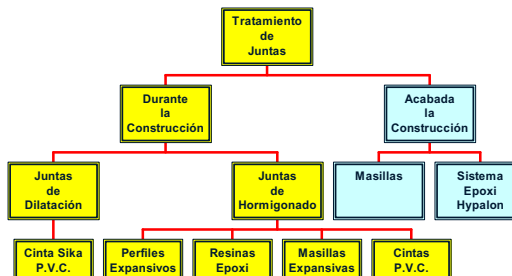 Tratamiento
de
Juntas
Durante
la
Construcción
Acabada
la
Construcción
Juntas
de
Dilatación
Juntas
de
Hormigonado
Masillas
Sistema
Epoxi
Hypalon
Cinta Sika
P.V.C.
Perfiles
Expansivos
Resinas
Epoxi
Masillas
Expansivas
Cintas
P.V.C.